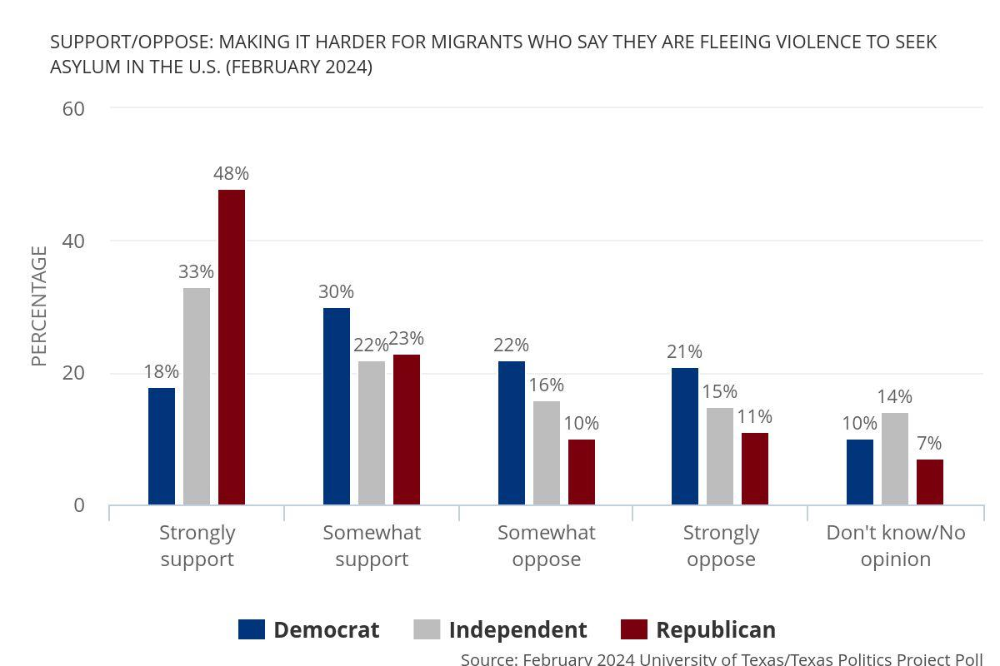 SUPPORT/OPPOSE: MAKING IT HARDER FOR MIGRANTS WHO SAY THEY ARE FLEEING VIOLENCE TO SEEK
ASYLUM IN THE U.S. (FEBRUARY 2024)
PERCENTAGE
60
40
20
0
18%
33%
48%
30%
22%
23%
22%
16%
10%
21%
15%
11%
10%
14%
7%
Strongly
support
Somewhat
support
Somewhat
oppose
Strongly
oppose
Don't know/No
opinion
Democrat
Independent
Republican
Source: February 2024 University of Texas/Texas Politics Project Poll